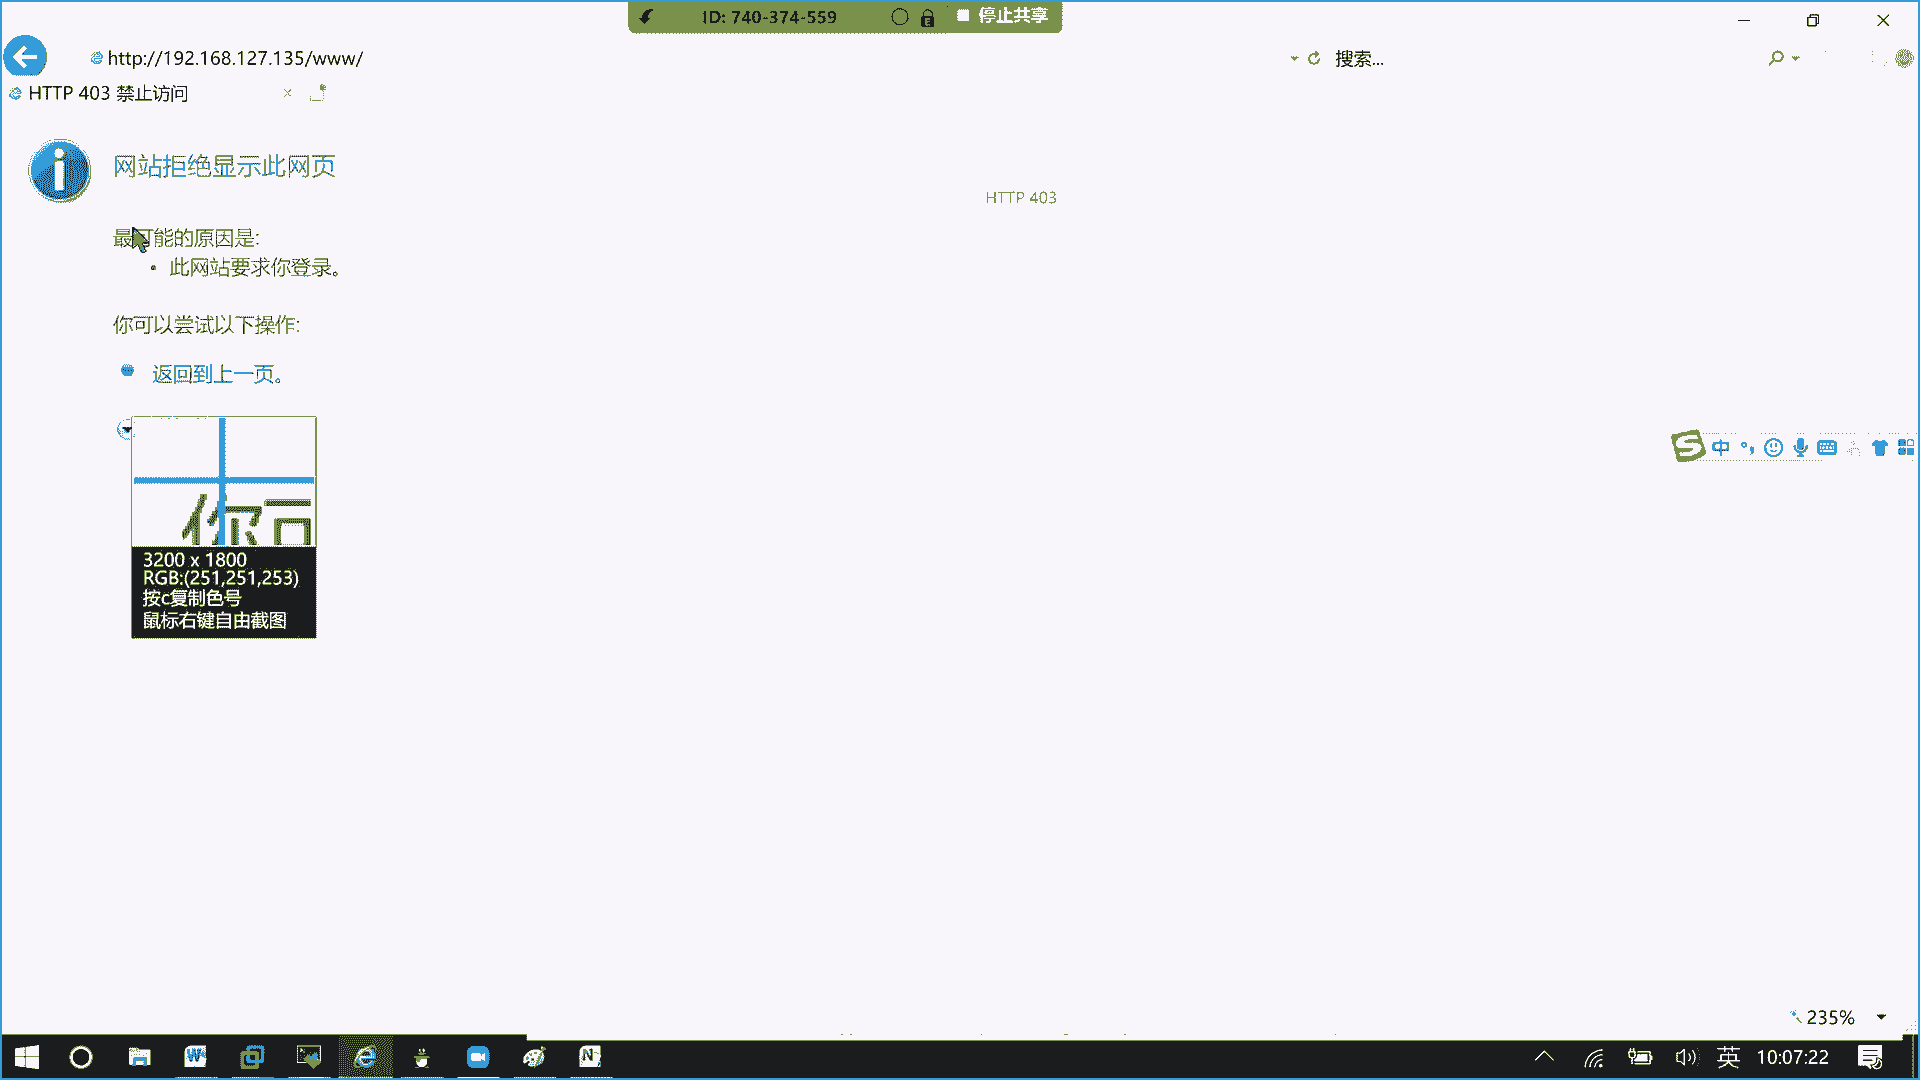 ID: 740-374-559
停止共享
http://192.168.127.135/www/
搜索...
HTTP 403 禁止访问
网站拒绝显示此网页
HTTP 403
最可能的原因是:
此网站要求你登录。
你可以尝试以下操作:
返回到上一页。
中
你可
3200 x 1800
RGB:(251,251,253)
按c复制色号
鼠标右键自由截图
235%
英
10:07:22